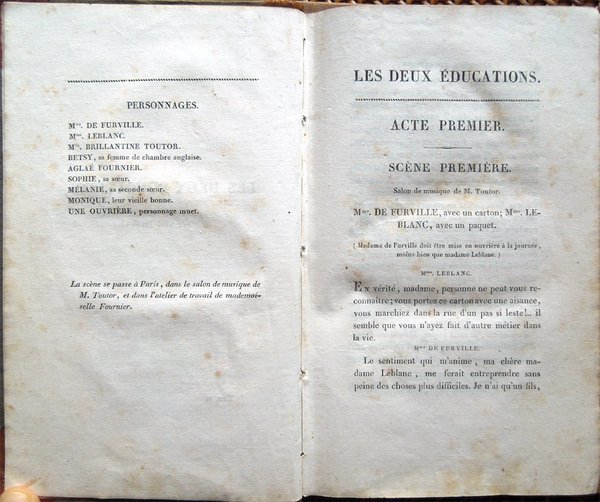 PERSONNAGES.
Mme. DE FURVILLE.
Mme. LEBLANC.
Mlle. BRILLANTINE TOUTOR.
BETSY, sa femme de chambre anglaise.
AGLAÉ FOURNIER.
SOPHIE, sa sœur.
MÉLANIE, sa seconde sœur.
MONIQUE, leur vieille bonne.
UNE OUVRIÈRE, personnage muet.
La scène se passe à Paris, dans le salon de musique de
M. Toutor, et dans l'atelier de travail de mademoi-
selle Fournier.
LES DEUX ÉDUCATIONS.
ACTE PREMIER.
SCÈNE PREMIÈRE.
Salon de musique de M. Toutor.
Mme. DE FURVILLE, avec un carton; Mme. LE-
BLANC, avec un paquet.
(Madame de Furville doit être mise en ouvrière à la journée,
moins bien que madame Leblanc.)
Mme. LEBLANC.
En vérité, madame, personne ne peut vous re-
connaître; vous portez ce carton avec une aisance,
vous marchiez dans la rue d'un pas si leste!.. il
semble que vous n'ayez fait d'autre métier dans
la vie.
Mme DE FURVILLE.
Le sentiment qui m'anime, ma chère ma-
dame Leblanc, me ferait entreprendre sans
peine des choses plus difficiles. Je n'ai qu'un fils,